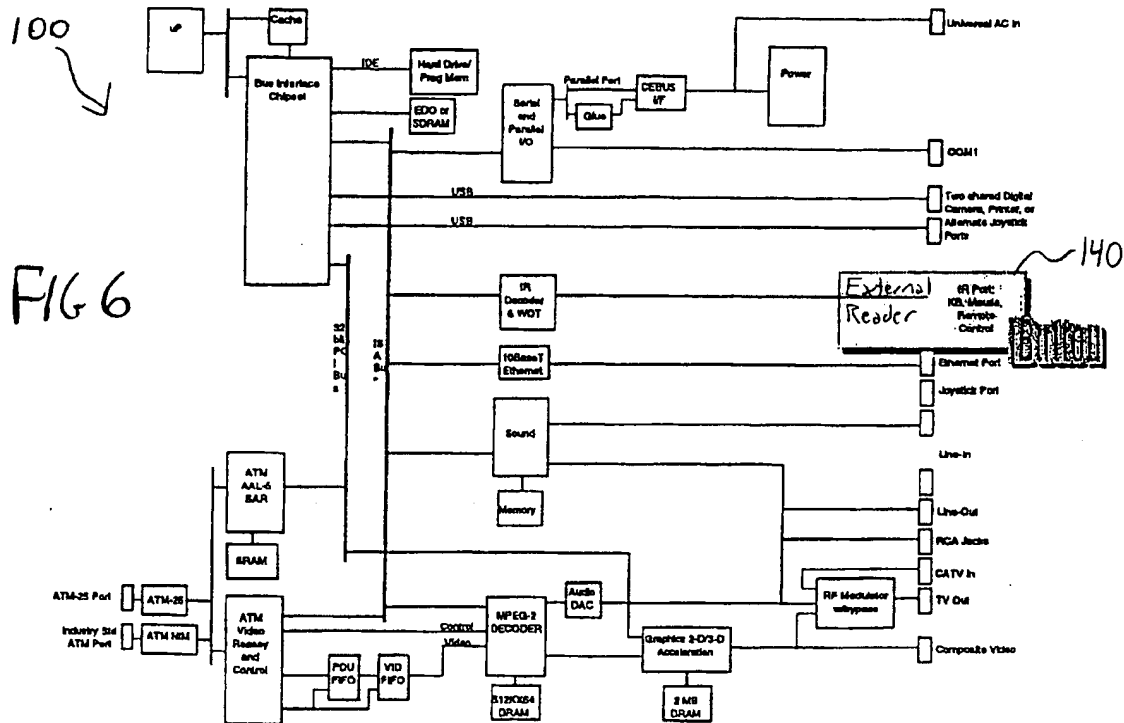 100
uP
Cache
Bus Interface
Chipset
IDE
Hard Drive/
Prog Mem
EDO or
SDRAM
Serial
and
Parallel
I/O
Parallel Port
Glue
CEBUS
I/F
Power
Universal AC In
COM1
USB
USB
Two shared Digital
Camera, Printer, or
Alternate Joystick
Ports
FIG 6
IR
Decoder
& WDT
External
Reader
IR Port:
KB, Mouse,
Remote
Control
140
10BaseT
Ethernet
Ethernet Port
Joystick Port
Sound
Memory
Line-In
Line-Out
RCA Jacks
CATV In
TV Out
RF Modulator
w/bypass
ISA
Bus
ATM
AAL-5
SAR
SRAM
ATM-25 Port
ATM-25
Industry Std
ATM Port
ATM NIM
ATM
Video
Reassy
and
Control
PDU
FIFO
VID
FIFO
Control
Video
MPEG-2
DECODER
512KX64
DRAM
Audio
DAC
Graphics 2-D/3-D
Acceleration
2 MB
DRAM
Composite Video